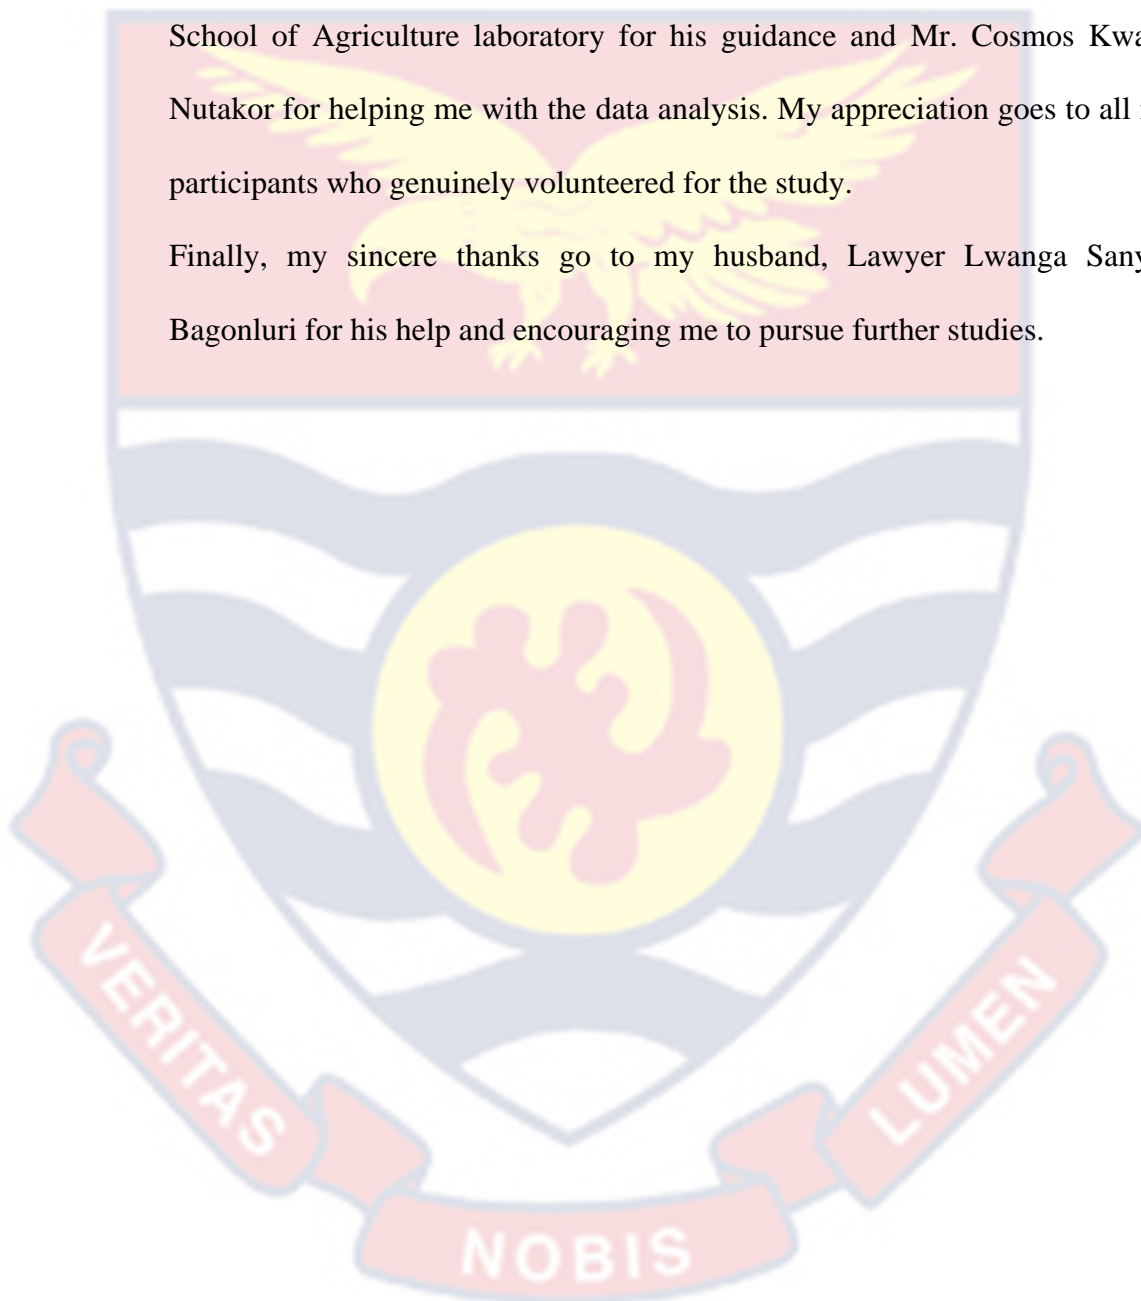 School of Agriculture laboratory for his guidance and Mr. Cosmos
Nutakor for helping me with the data analysis. My appreciation goes to all
participants who genuinely volunteered for the study.
Finally, my sincere thanks go to my husband, Lawyer Lwanga
Bagonluri for his help and encouraging me to pursue further studies.
VERITAS
NOBIS
LUMEN